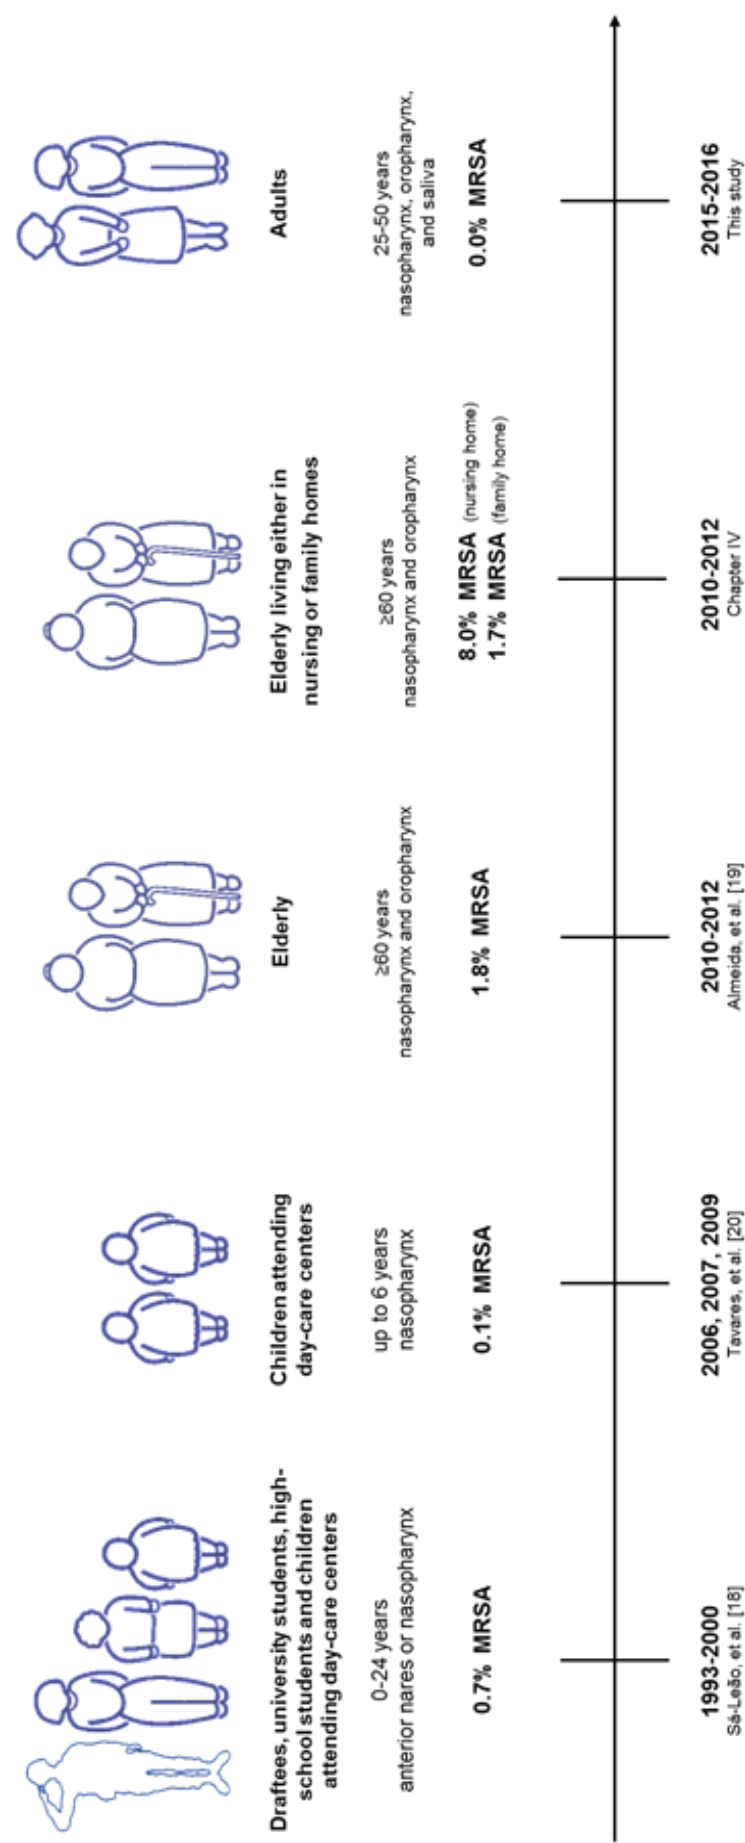 Draftees, university students, high-
school students and children
attending day-care centers
0-24 years
anterior nares or nasopharynx
0.7% MRSA
1993-2000
Sá-Leão, et al. [18]
Children attending
day-care centers
up to 6 years
nasopharynx
0.1% MRSA
2006, 2007, 2009
Tavares, et al. [20]
Elderly
≥60 years
nasopharynx and oropharynx
1.8% MRSA
2010-2012
Almeida, et al. [19]
Elderly living either in
nursing or family homes
≥60 years
nasopharynx and oropharynx
8.0% MRSA (nursing home)
1.7% MRSA (family home)
2010-2012
Chapter IV
Adults
25-50 years
nasopharynx, oropharynx,
and saliva
0.0% MRSA
2015-2016
This study